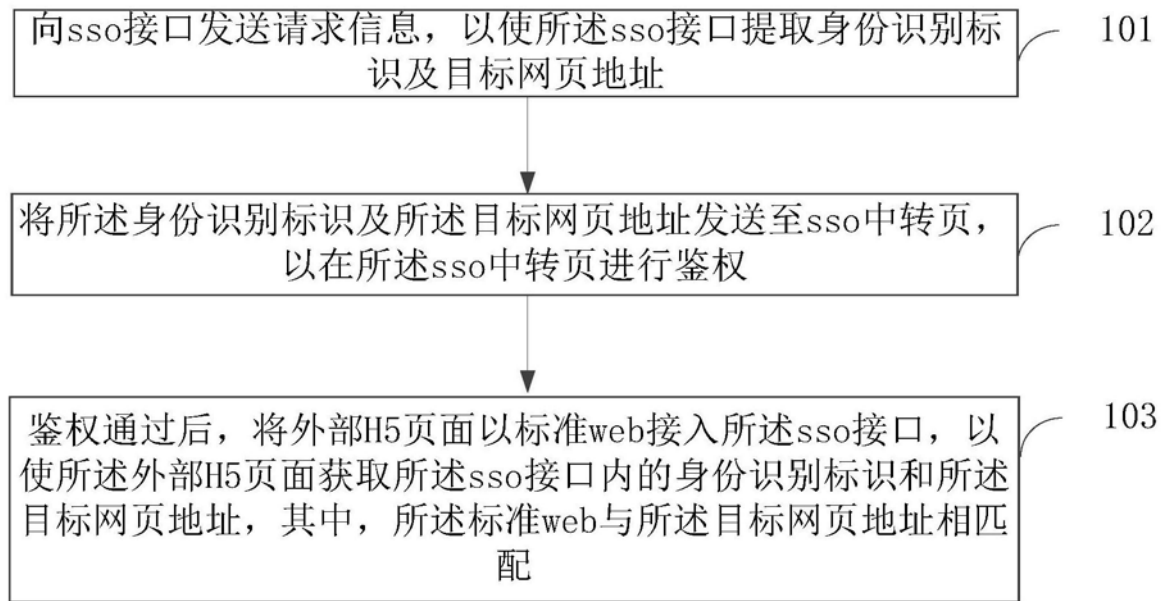 向sso接口发送请求信息，以使所述sso接口提取身份识别标
识及目标网页地址
101
将所述身份识别标识及所述目标网页地址发送至sso中转页，
以在所述sso中转页进行鉴权
102
鉴权通过后，将外部H5页面以标准web接入所述sso接口，以
使所述外部H5页面获取所述sso接口内的身份识别标识和所述
目标网页地址，其中，所述标准web与所述目标网页地址相匹
配
103